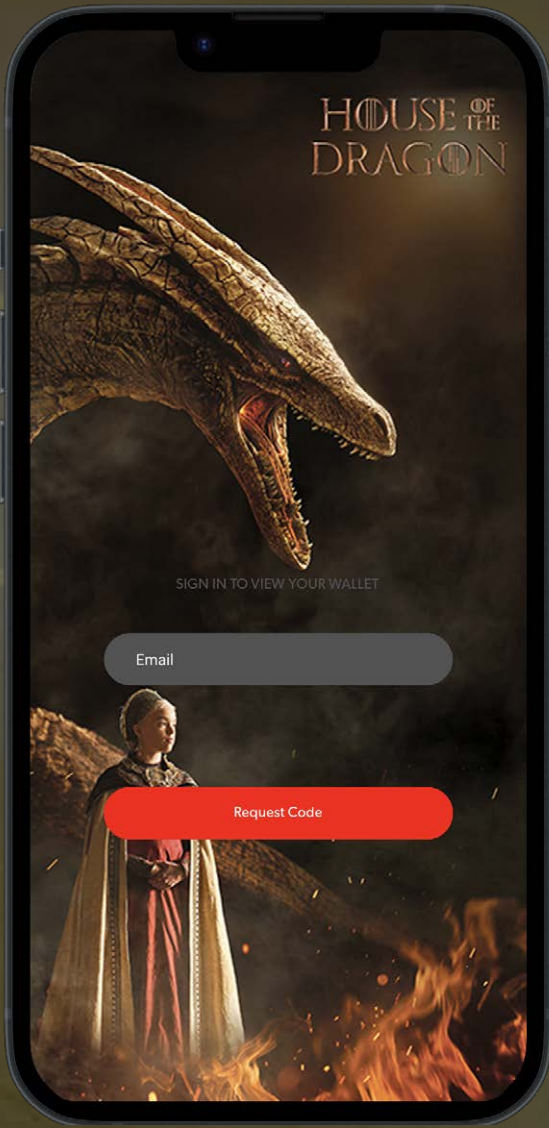 HOUSE OF THE
DRAGON
SIGN IN TO VIEW YOUR WALLET
Email
Request Code